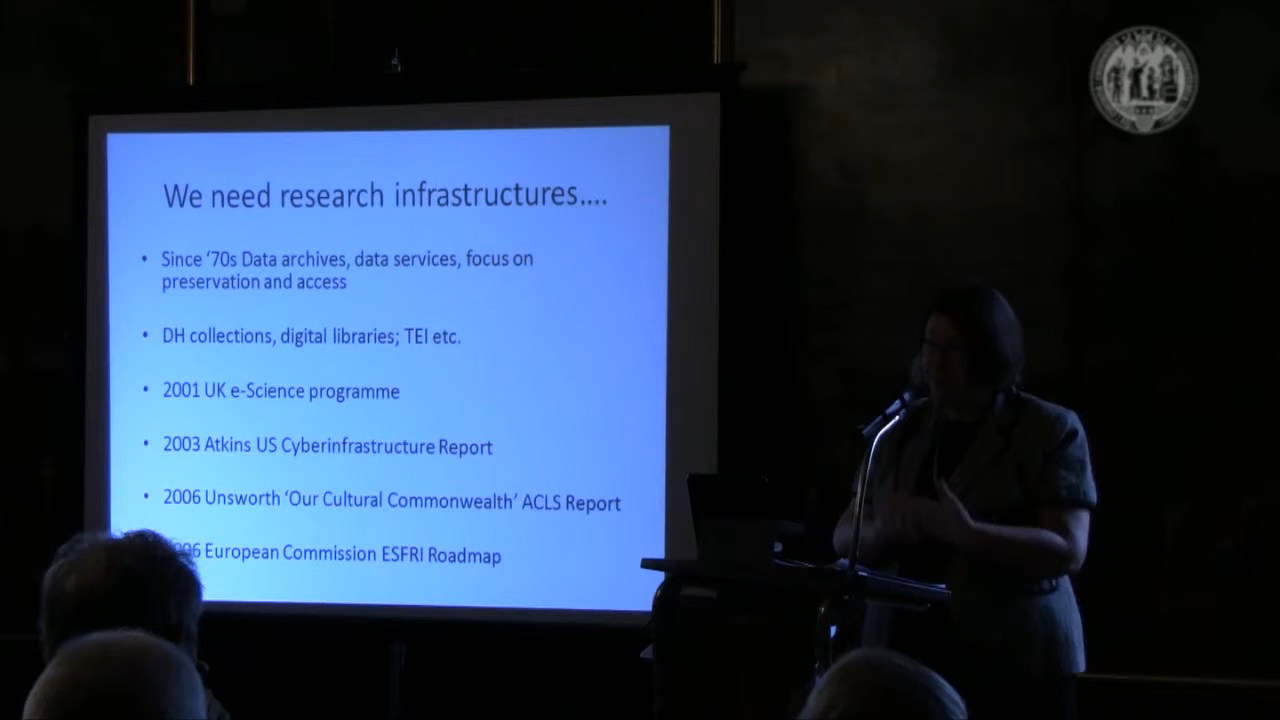 We need research infrastructures....
• Since ‘70s Data archives, data services, focus on
preservation and access
• DH collections, digital libraries; TEI etc.
• 2001 UK e-Science programme
• 2003 Atkins US Cyberinfrastructure Report
• 2006 Unsworth ‘Our Cultural Commonwealth’ ACLS Report
European Commission ESFRI Roadmap